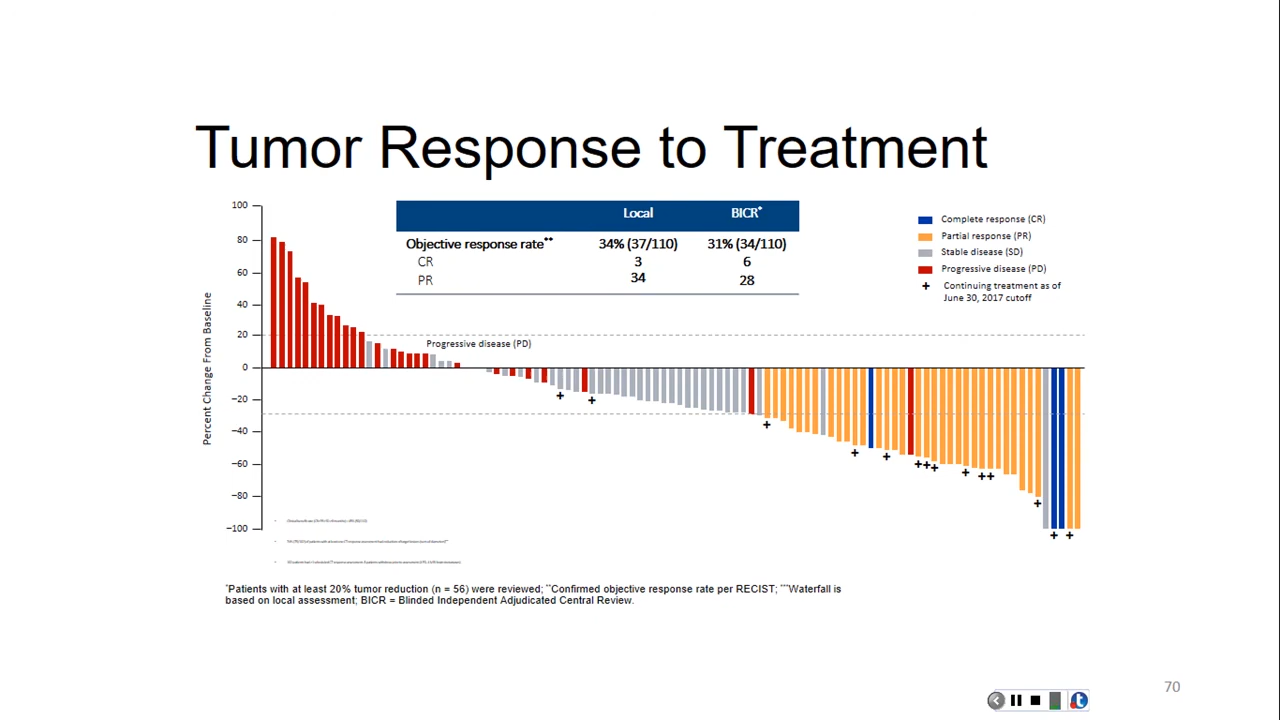 Tumor Response to Treatment
100
80
60
40
20
0
−20
−40
−60
−80
−100
Percent Change From Baseline
Local BICR*
Objective response rate** 34% (37/110) 31% (34/110)
CR 3 6
PR 34 28
Complete response (CR)
Partial response (PR)
Stable disease (SD)
Progressive disease (PD)
+ Continuing treatment as of
June 30, 2017 cutoff
Progressive disease (PD)
*Patients with at least 20% tumor reduction (n = 56) were reviewed; **Confirmed objective response rate per RECIST; ***Waterfall is
based on local assessment; BICR = Blinded Independent Adjudicated Central Review.
70
t